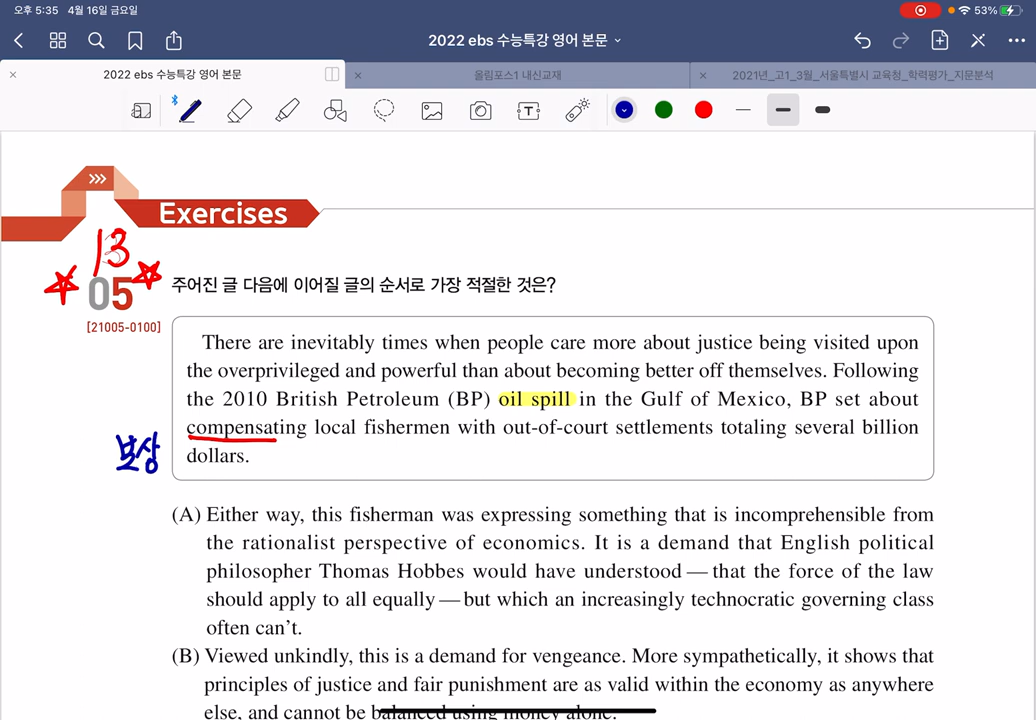 오후 5:35 4월 16일 금요일
53%
2022 ebs 수능특강 영어 본문
2022 ebs 수능특강 영어 본문
올림포스1 내신교재
2021년_고1_3월_서울특별시 교육청_학력평가_지문분석
Exercises
13
05
주어진 글 다음에 이어질 글의 순서로 가장 적절한 것은?
[21005-0100]
There are inevitably times when people care more about justice being visited upon
the overprivileged and powerful than about becoming better off themselves. Following
the 2010 British Petroleum (BP) oil spill in the Gulf of Mexico, BP set about
compensating local fishermen with out-of-court settlements totaling several billion
dollars.
보상
(A) Either way, this fisherman was expressing something that is incomprehensible from
the rationalist perspective of economics. It is a demand that English political
philosopher Thomas Hobbes would have understood — that the force of the law
should apply to all equally — but which an increasingly technocratic governing class
often can't.
(B) Viewed unkindly, this is a demand for vengeance. More sympathetically, it shows that
principles of justice and fair punishment are as valid within the economy as anywhere
else, and cannot be balanced using money alone.